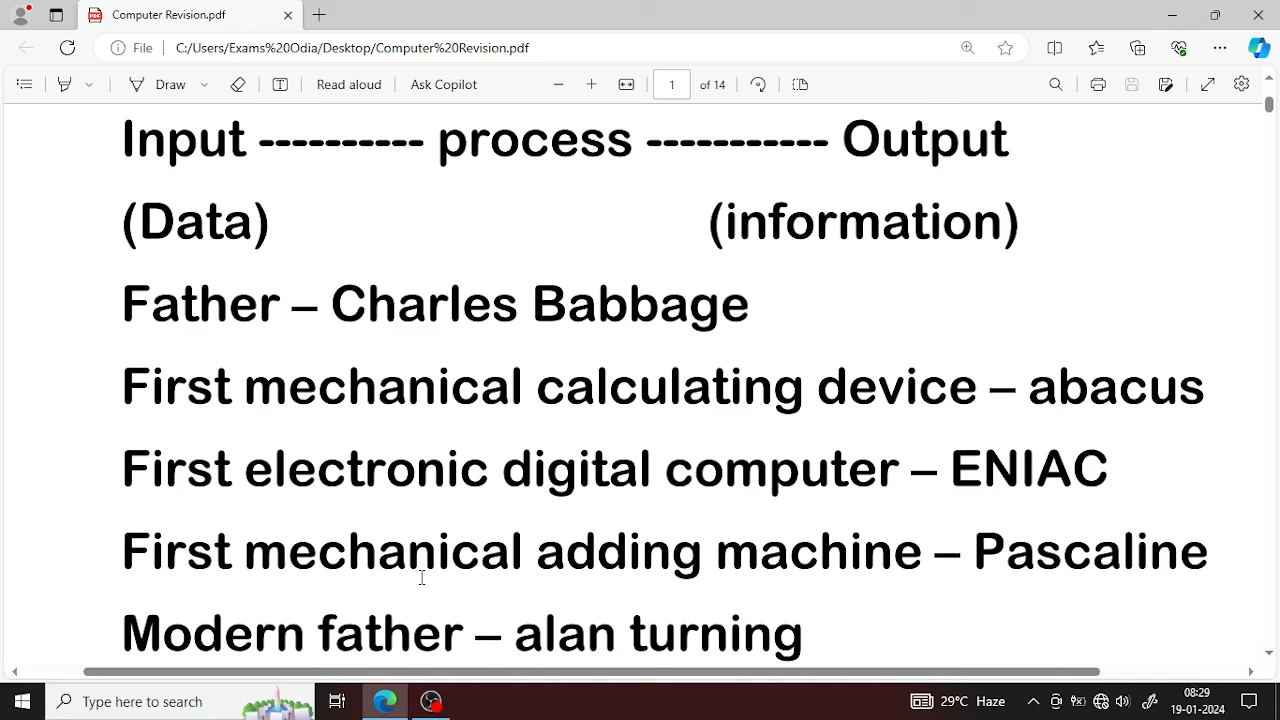 Computer Revision.pdf
File
C:/Users/Exams%20Odia/Desktop/Computer%20Revision.pdf
Draw
Read aloud
Ask Copilot
1
of 14
Input ---------- process ----------- Output
(Data) (information)
Father – Charles Babbage
First mechanical calculating device – abacus
First electronic digital computer – ENIAC
First mechanical adding machine – Pascaline
Modern father – alan turning
Type here to search
29°C Haze
08:29
19-01-2024